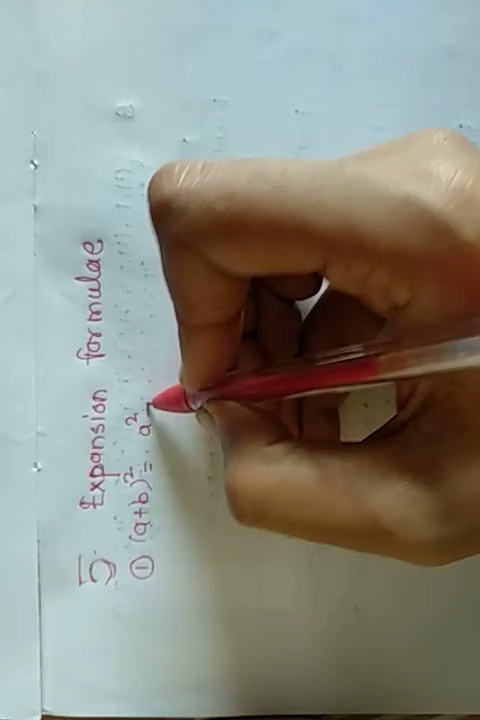 5. Expansion formulae
① (a+b)² = a²